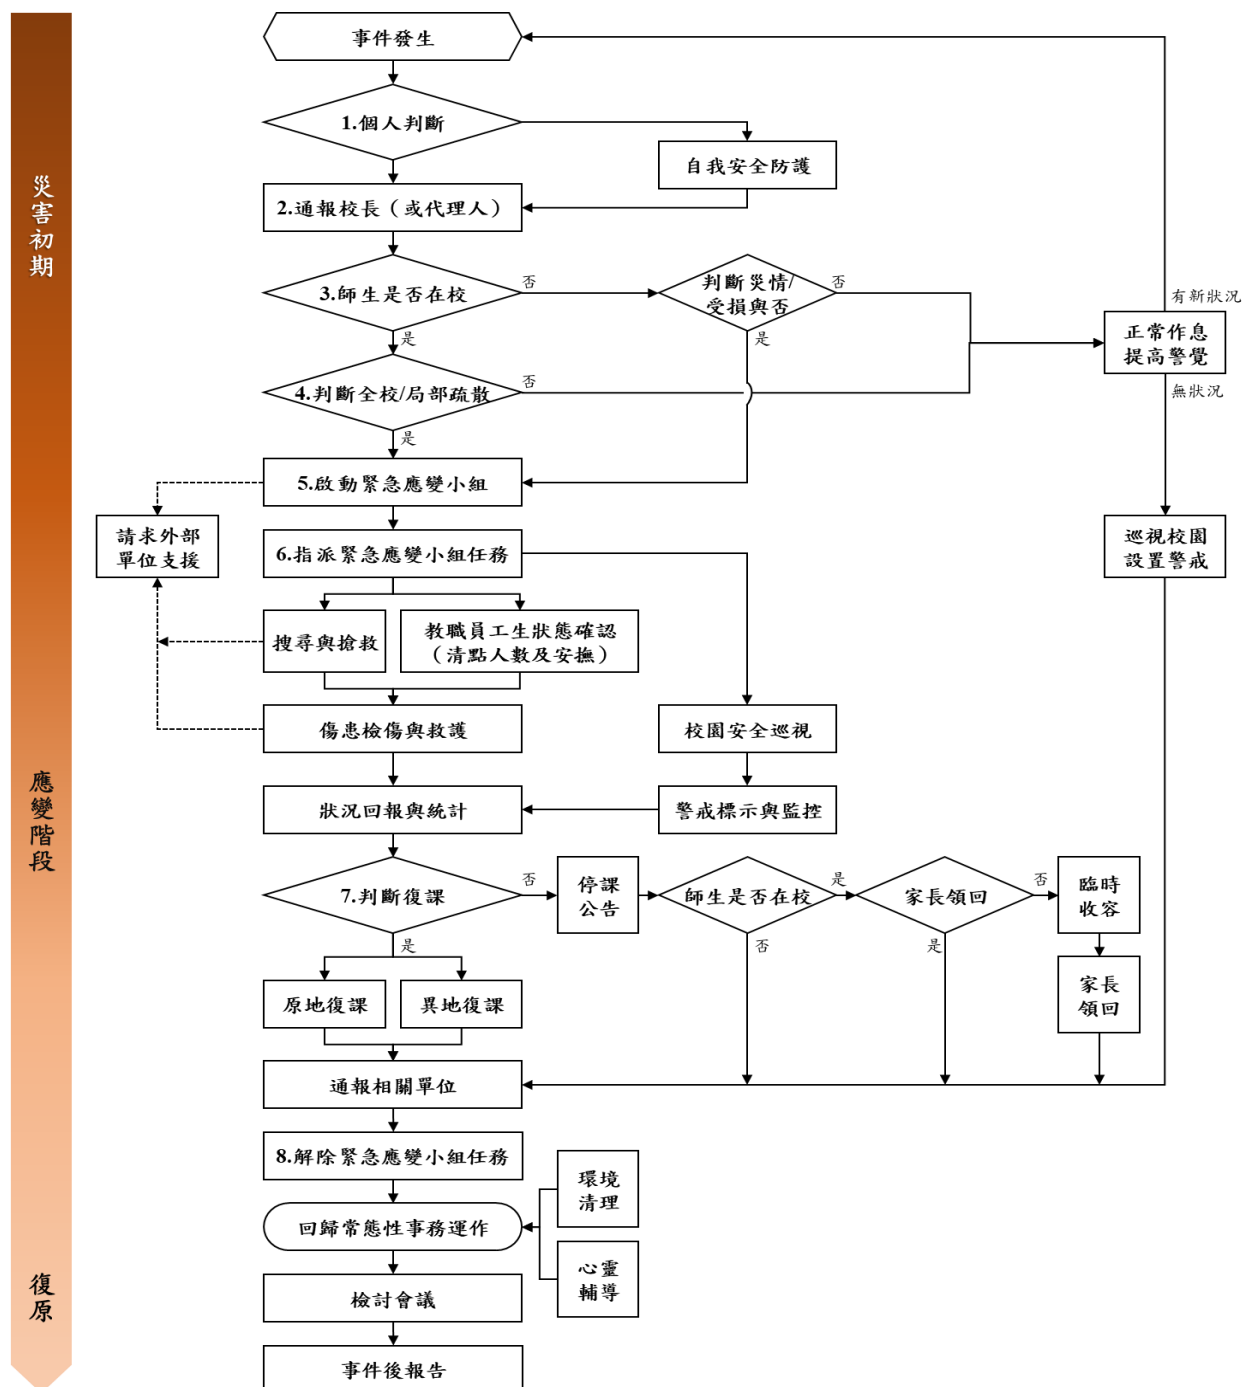 事件發生
1.個人判斷
自我安全防護
2.通報校長（或代理人）
災害初期
3.師生是否在校
否
判斷災情/
受損與否
否
是
是
有新狀況
正常作息
提高警覺
無狀況
4.判斷全校/局部疏散
否
是
5.啟動緊急應變小組
請求外部
單位支援
6.指派緊急應變小組任務
巡視校園
設置警戒
搜尋與搶救
教職員工生狀態確認
（清點人數及安撫）
傷患檢傷與救護
校園安全巡視
應變階段
狀況回報與統計
警戒標示與監控
7.判斷復課
否
停課
公告
師生是否在校
是
家長領回
否
臨時
收容
是
否
是
原地復課
異地復課
家長
領回
通報相關單位
8.解除緊急應變小組任務
環境
清理
回歸常態性事務運作
心靈
輔導
復原
檢討會議
事件後報告